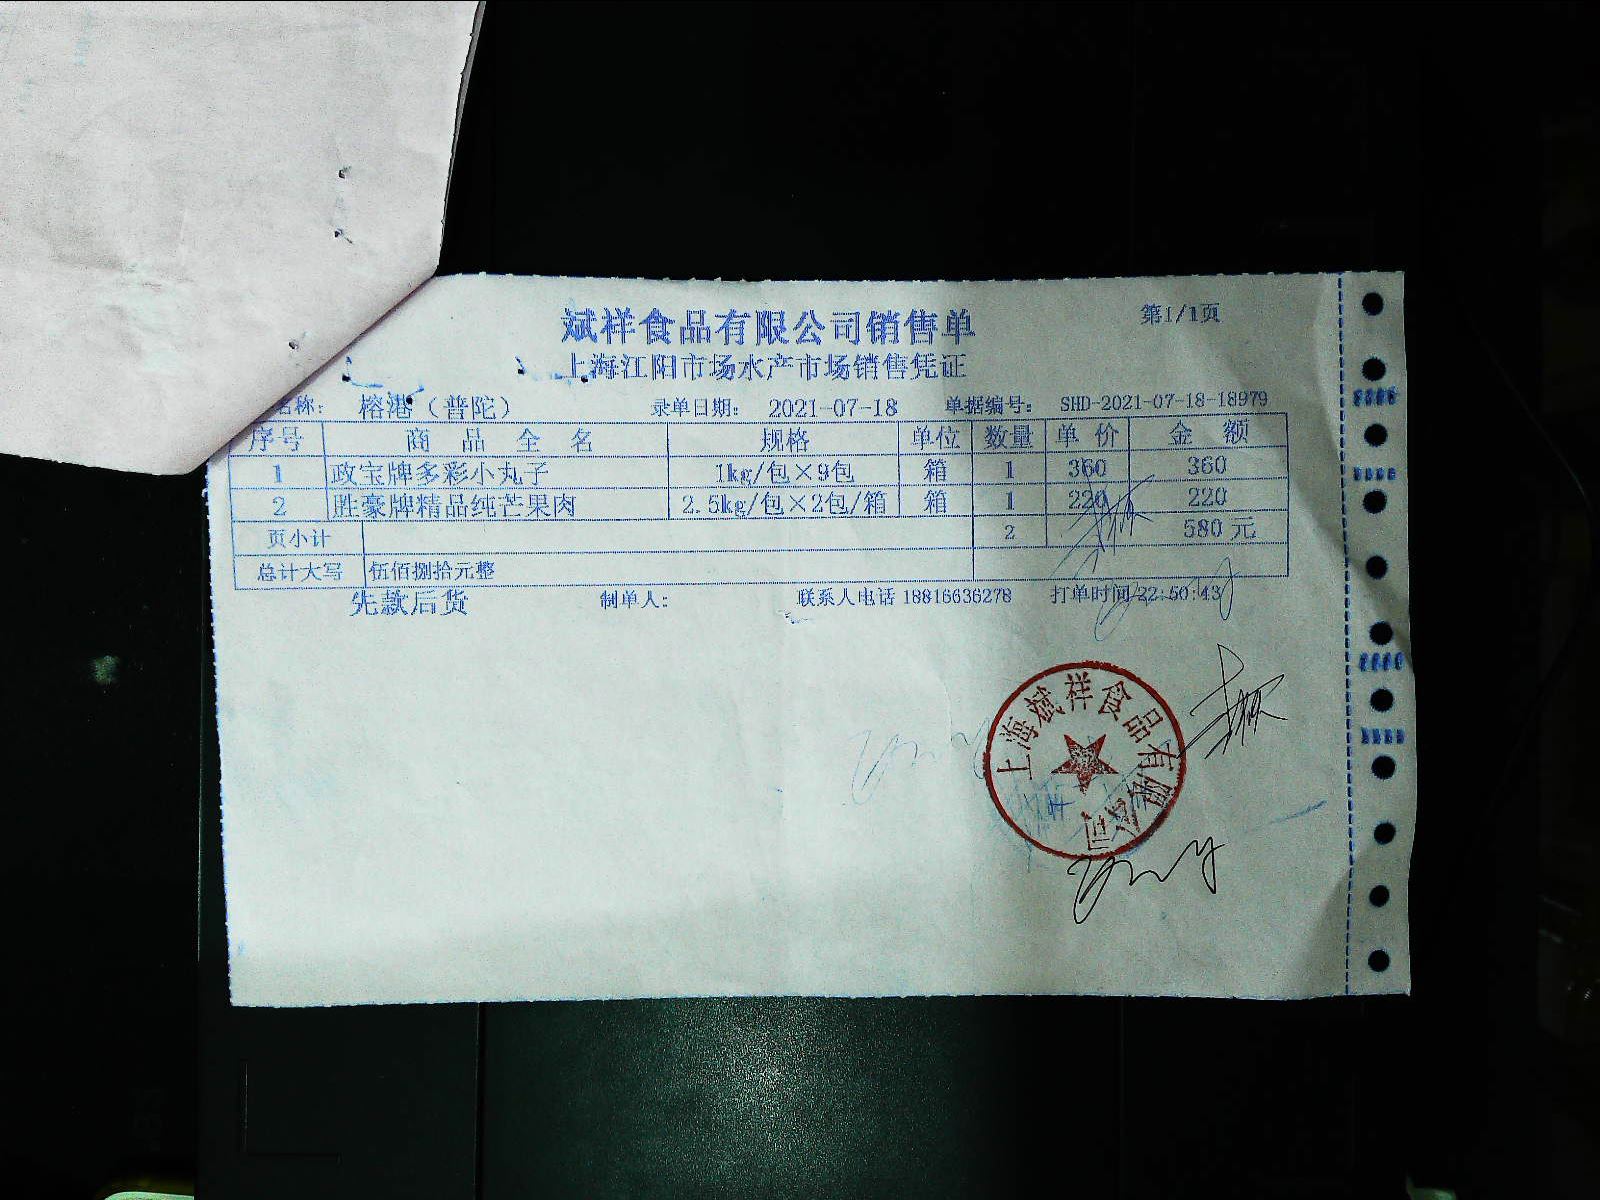 斌祥食品有限公司销售单 第1/1页
上海江阳市场水产市场销售凭证
名称： 榕港（普陀） 录单日期： 2021-07-18 单据编号： SHD-2021-07-18-18979
序号 商品全名 规格 单位 数量 单价 金额
1 政宝牌多彩小丸子 1kg/包×9包 箱 1 360 360
2 胜豪牌精品纯芒果肉 2.5kg/包×2包/箱 箱 1 220 220
页小计 2 580 元
总计大写 伍佰捌拾元整
先款后货 制单人： 联系人电话 18816636278 打单时间 22:50:43
上海斌祥食品有限公司